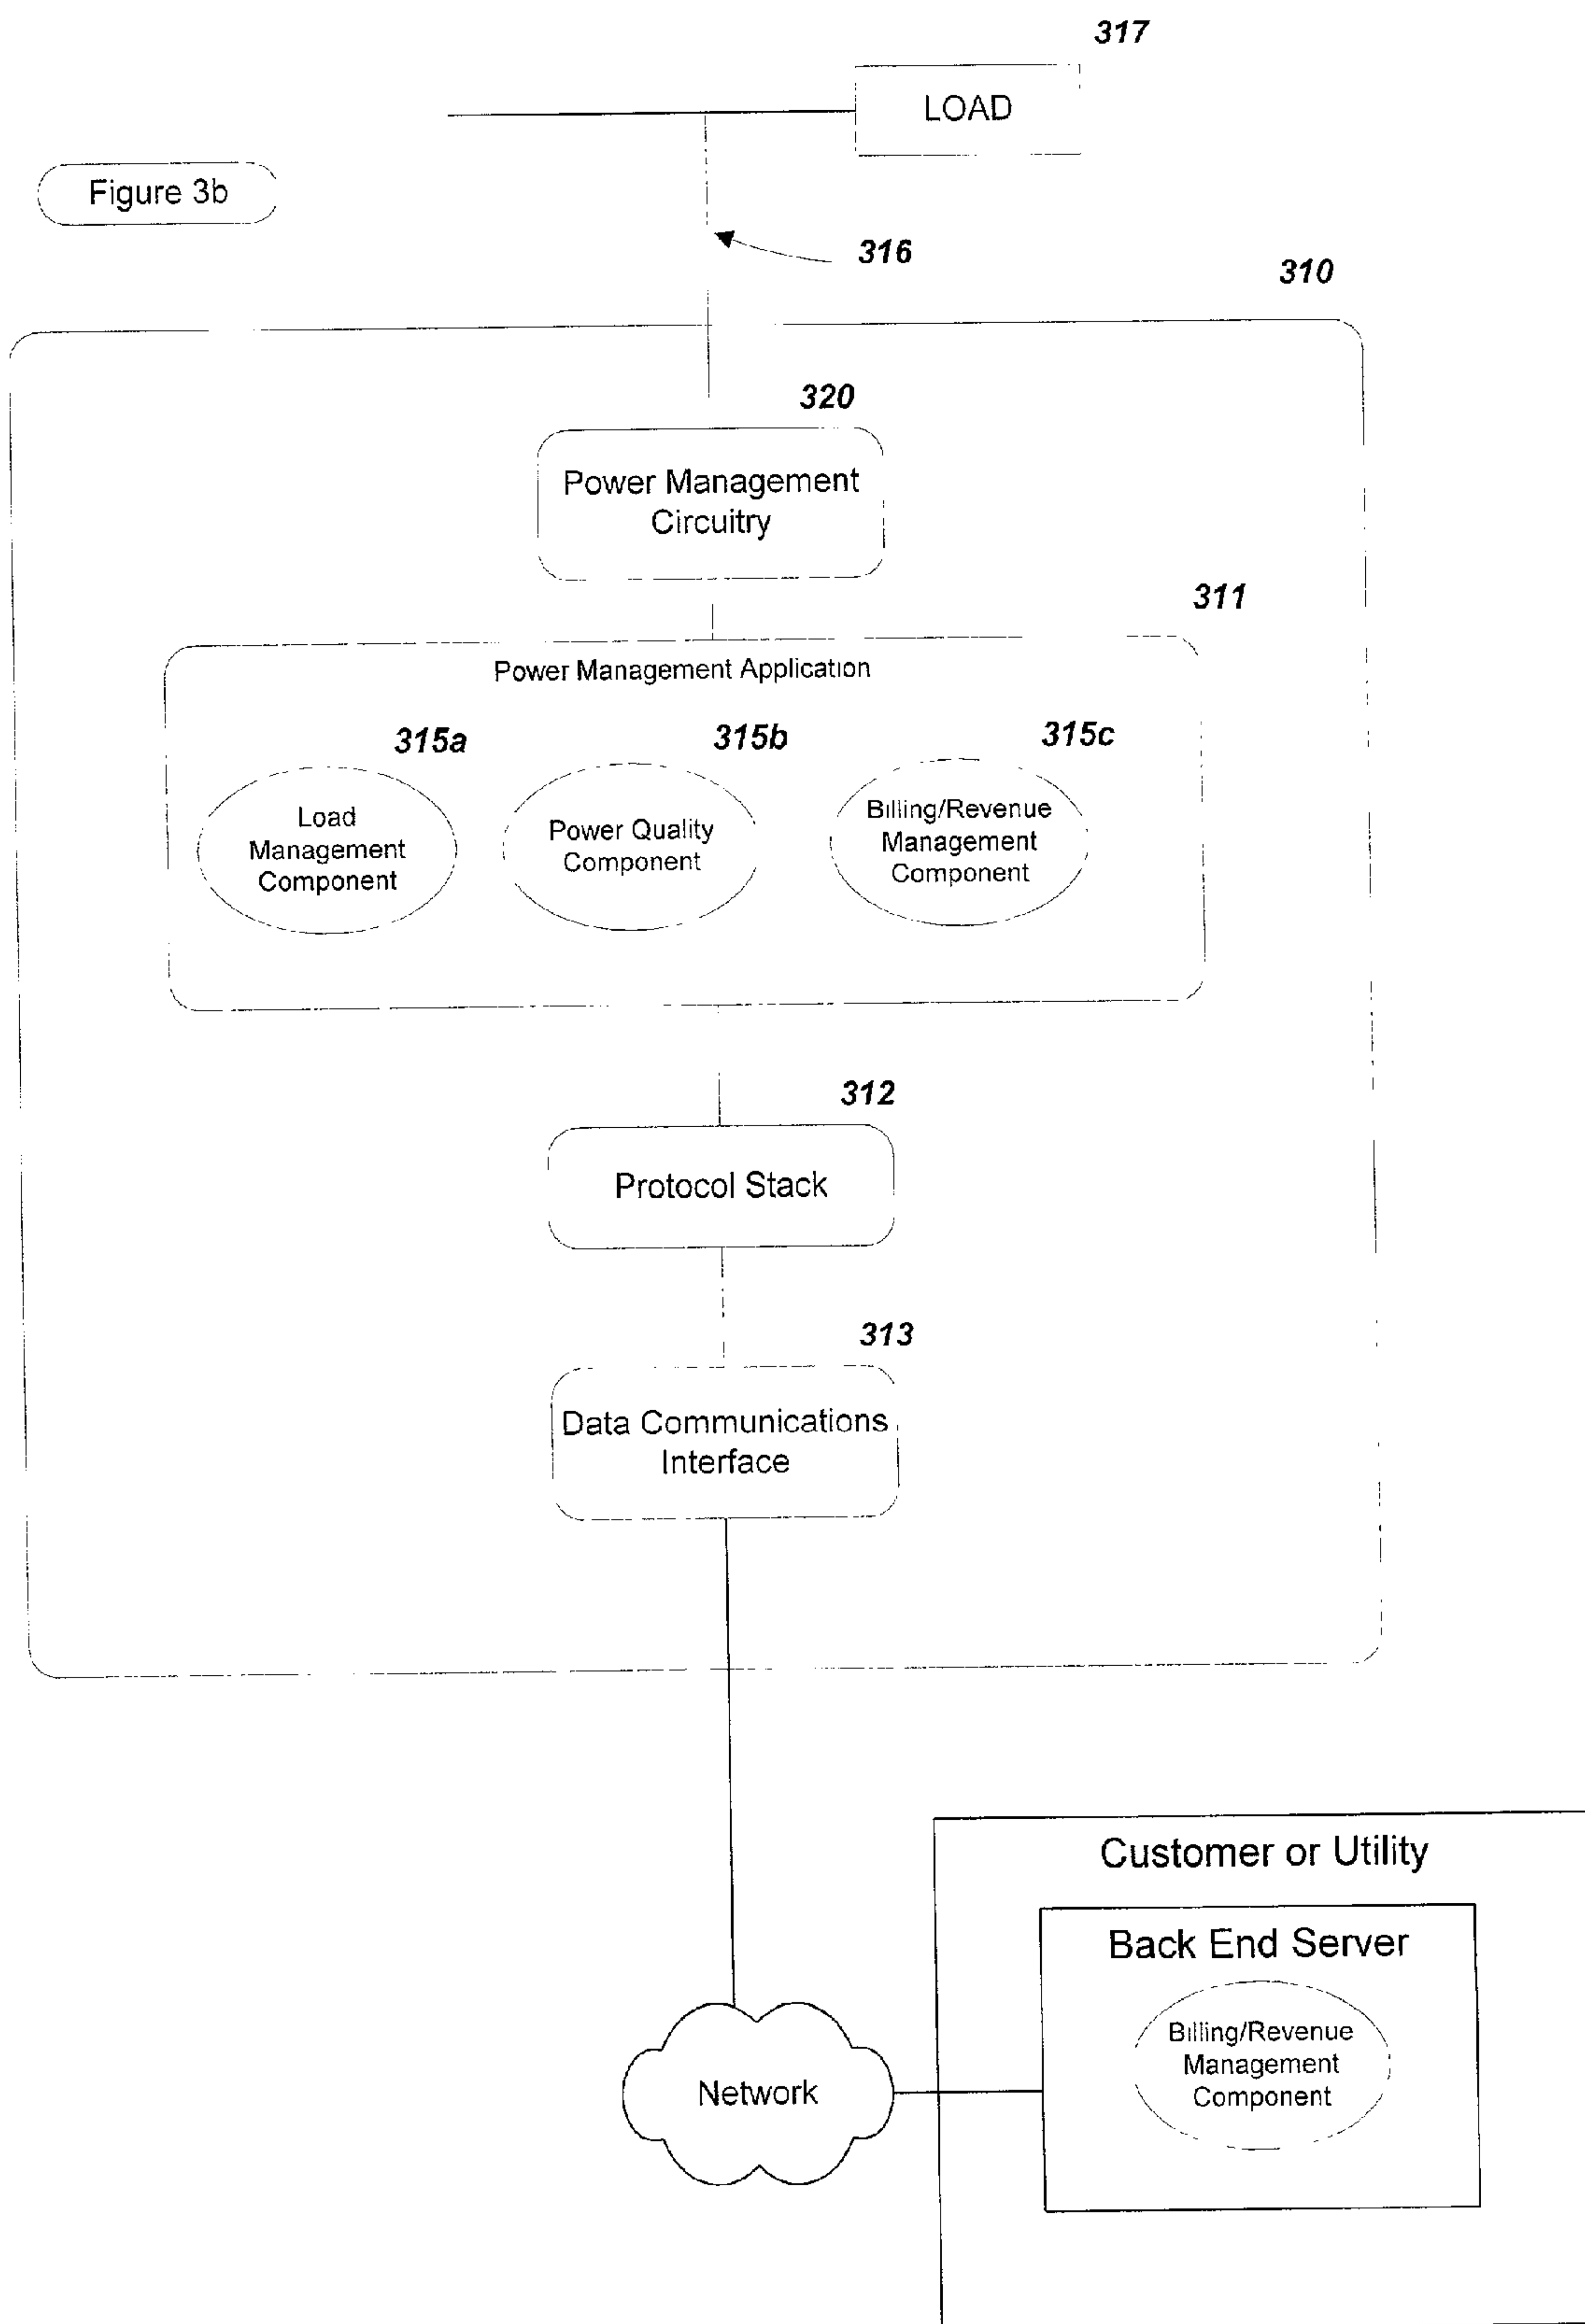 317
LOAD
Figure 3b
316
310
320
Power Management
Circuitry
311
Power Management Application
315a
315b
315c
Load
Management
Component
Power Quality
Component
Billing/Revenue
Management
Component
312
Protocol Stack
313
Data Communications
Interface
Customer or Utility
Back End Server
Billing/Revenue
Management
Component
Network